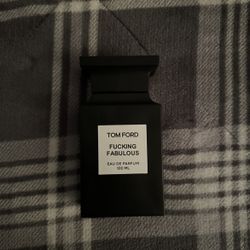 TOM FORD
FUCKING
FABULOUS
EAU DE PARFUM
100 ML